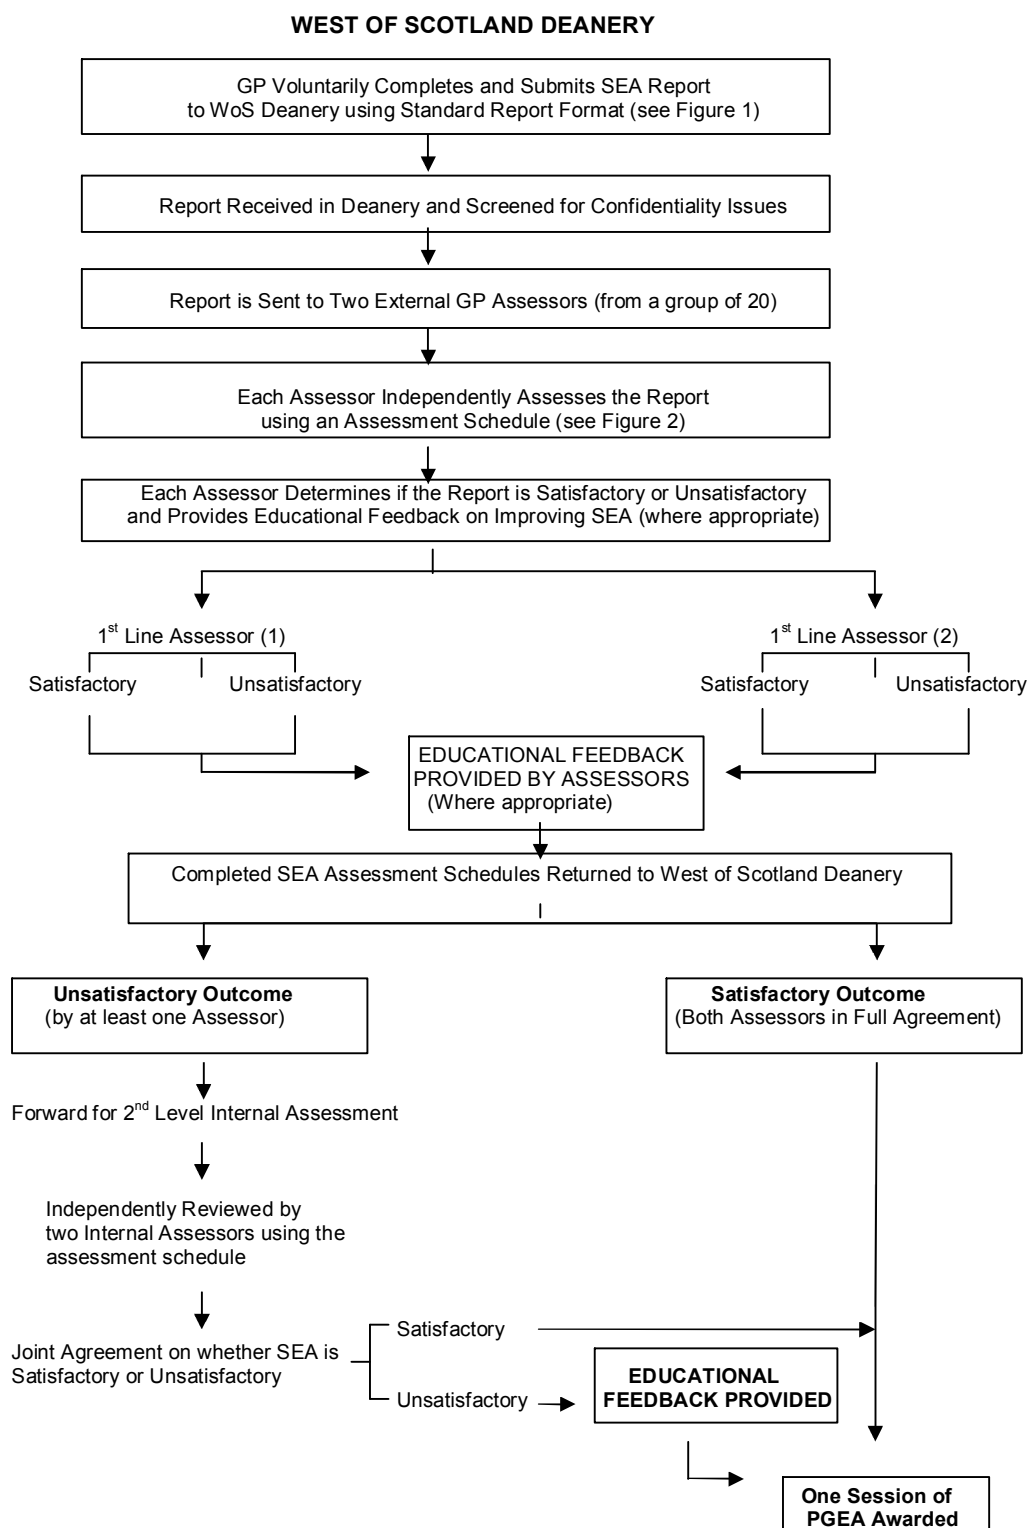 WEST OF SCOTLAND DEANERY
GP Voluntarily Completes and Submits SEA Report
to WoS Deanery using Standard Report Format (see Figure 1)
Report Received in Deanery and Screened for Confidentiality Issues
Report is Sent to Two External GP Assessors (from a group of 20)
Each Assessor Independently Assesses the Report
using an Assessment Schedule (see Figure 2)
Each Assessor Determines if the Report is Satisfactory or Unsatisfactory
and Provides Educational Feedback on Improving SEA (where appropriate)
1st Line Assessor (1)
Satisfactory
Unsatisfactory
1st Line Assessor (2)
Satisfactory
Unsatisfactory
EDUCATIONAL FEEDBACK
PROVIDED BY ASSESSORS
(Where appropriate)
Completed SEA Assessment Schedules Returned to West of Scotland Deanery
Unsatisfactory Outcome
(by at least one Assessor)
Satisfactory Outcome
(Both Assessors in Full Agreement)
Forward for 2nd Level Internal Assessment
Independently Reviewed by
two Internal Assessors using the
assessment schedule
Joint Agreement on whether SEA is
Satisfactory or Unsatisfactory
Satisfactory
Unsatisfactory
EDUCATIONAL
FEEDBACK PROVIDED
One Session of
PGEA Awarded